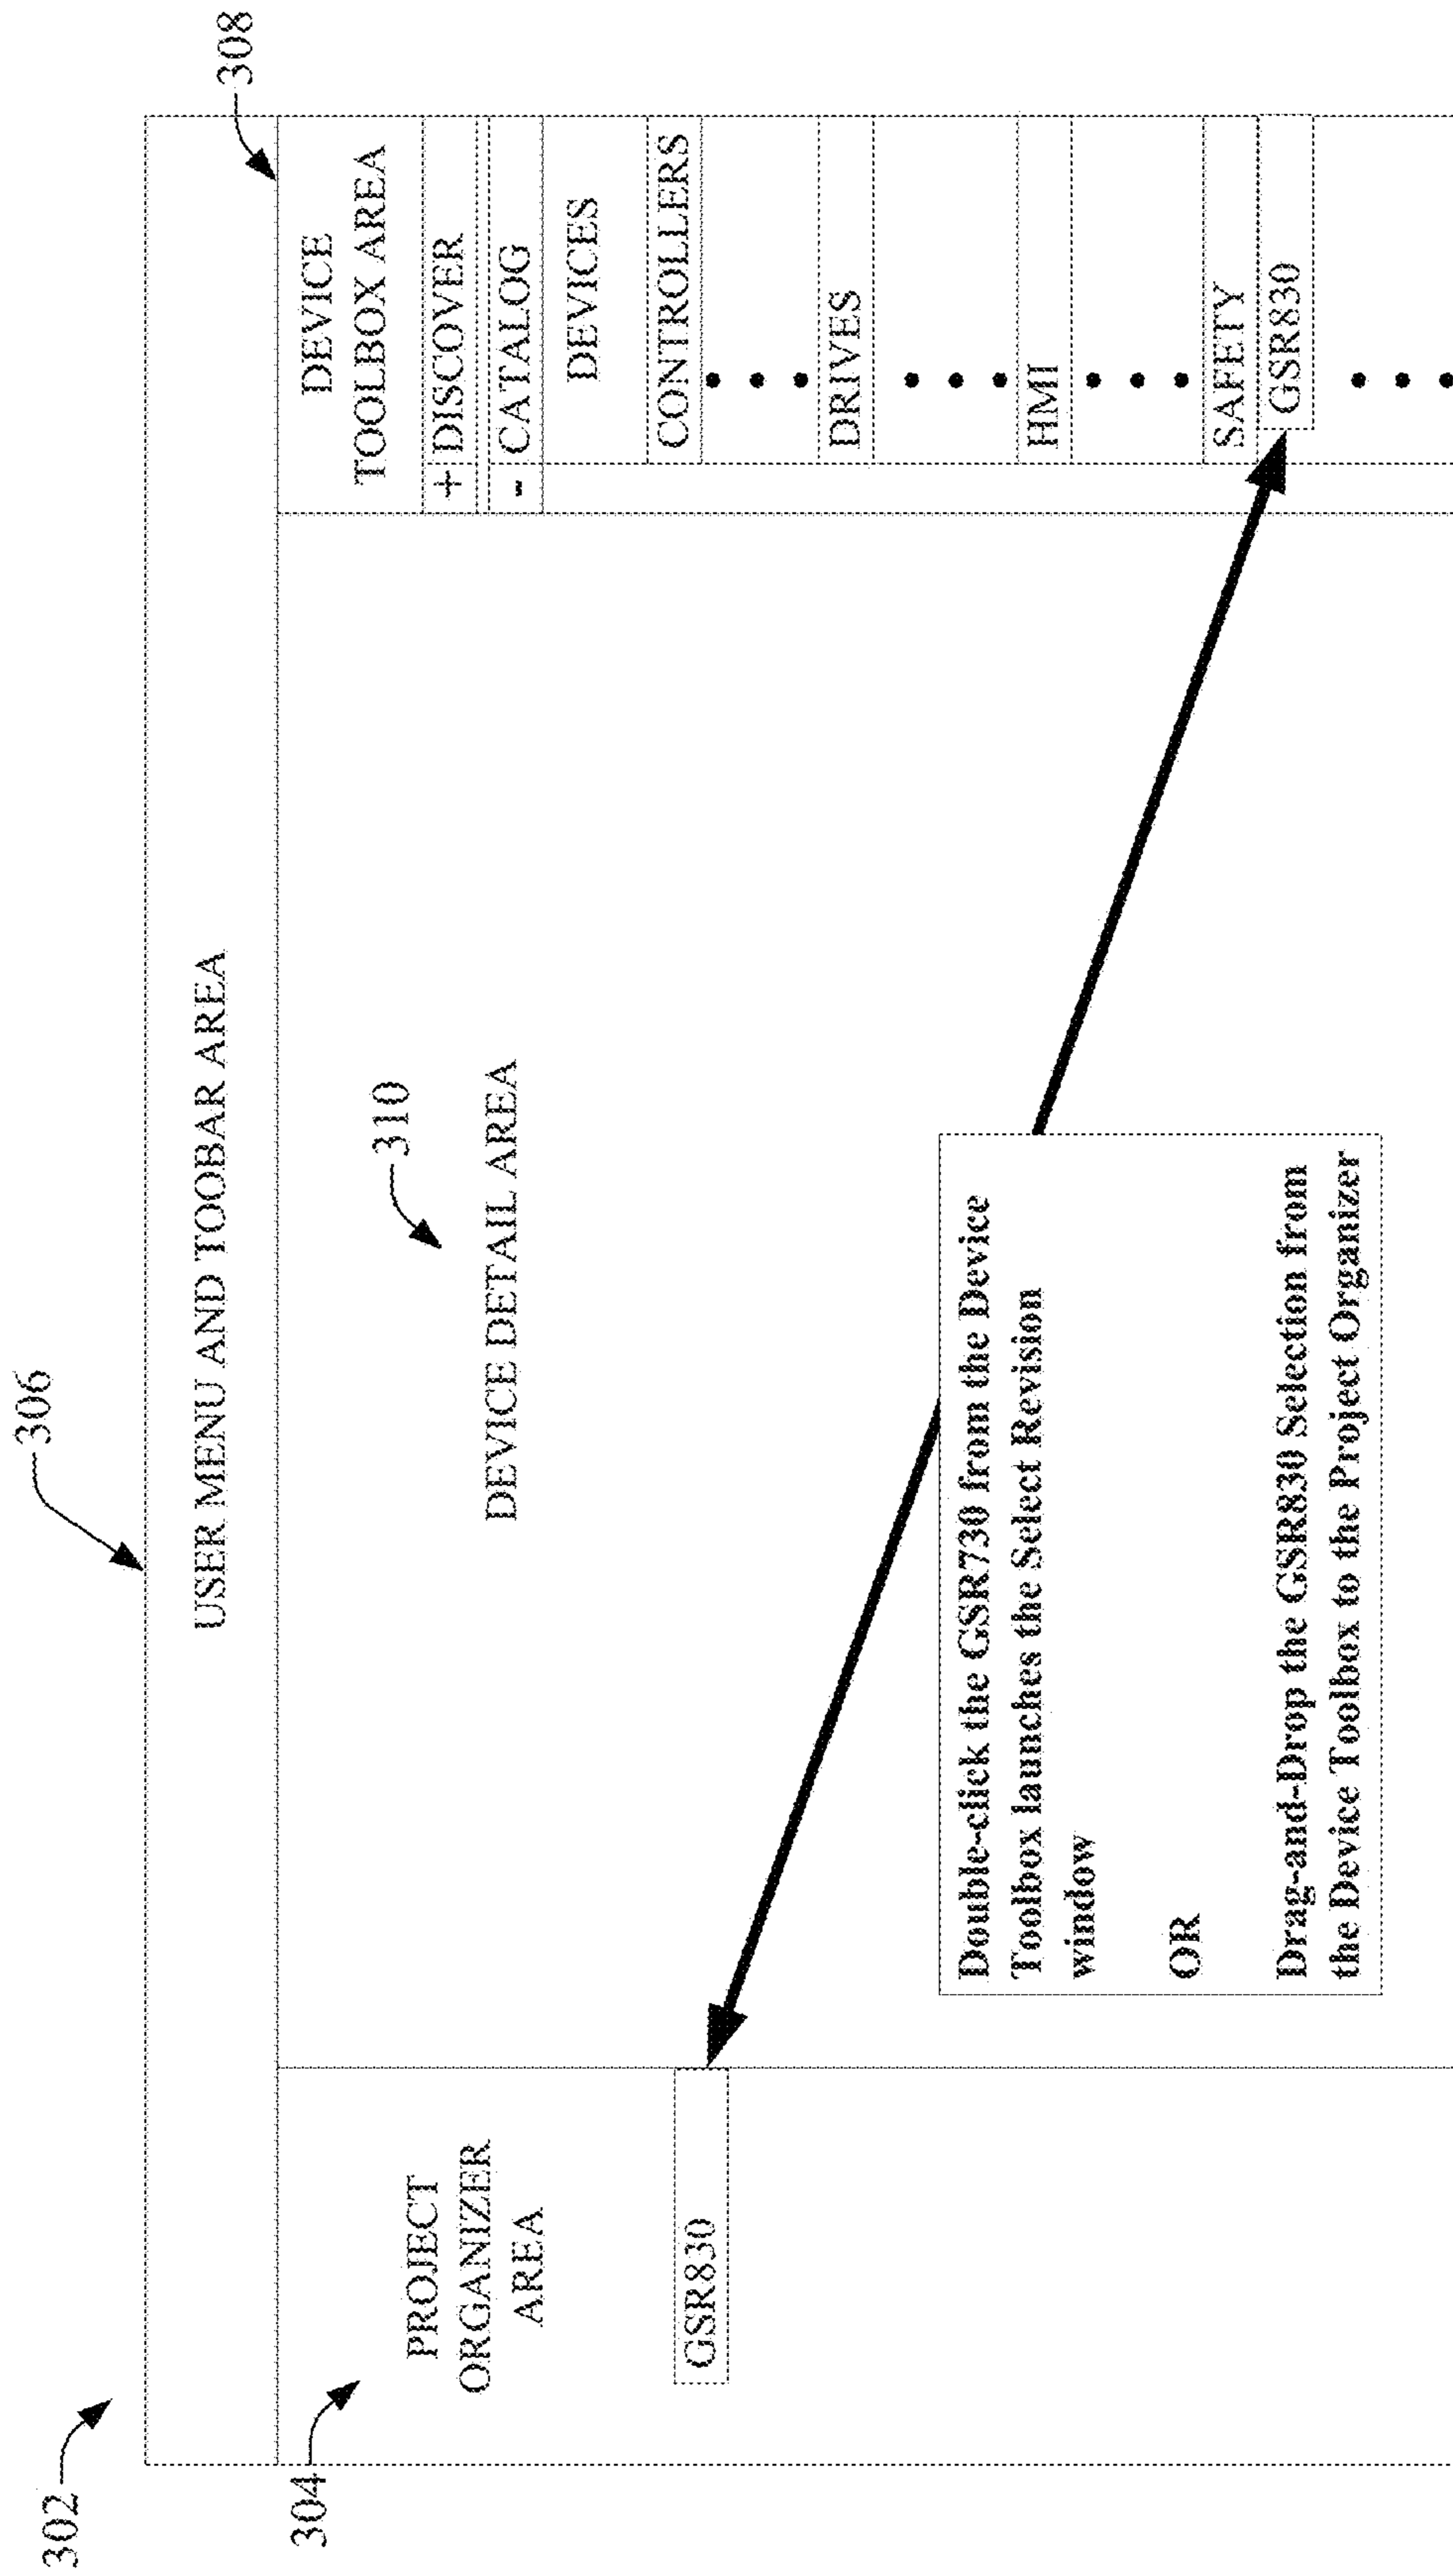 302
306
308
USER MENU AND TOOBAR AREA
304
PROJECT
ORGANIZER
AREA
GSR830
310
DEVICE DETAIL AREA
Double-click the GSR730 from the Device
Toolbox launches the Select Revision
window
OR
Drag-and-Drop the GSR830 Selection from
the Device Toolbox to the Project Organizer
DEVICE
TOOLBOX AREA
+ DISCOVER
- CATALOG
DEVICES
CONTROLLERS
DRIVES
HMI
SAFETY
GSR830